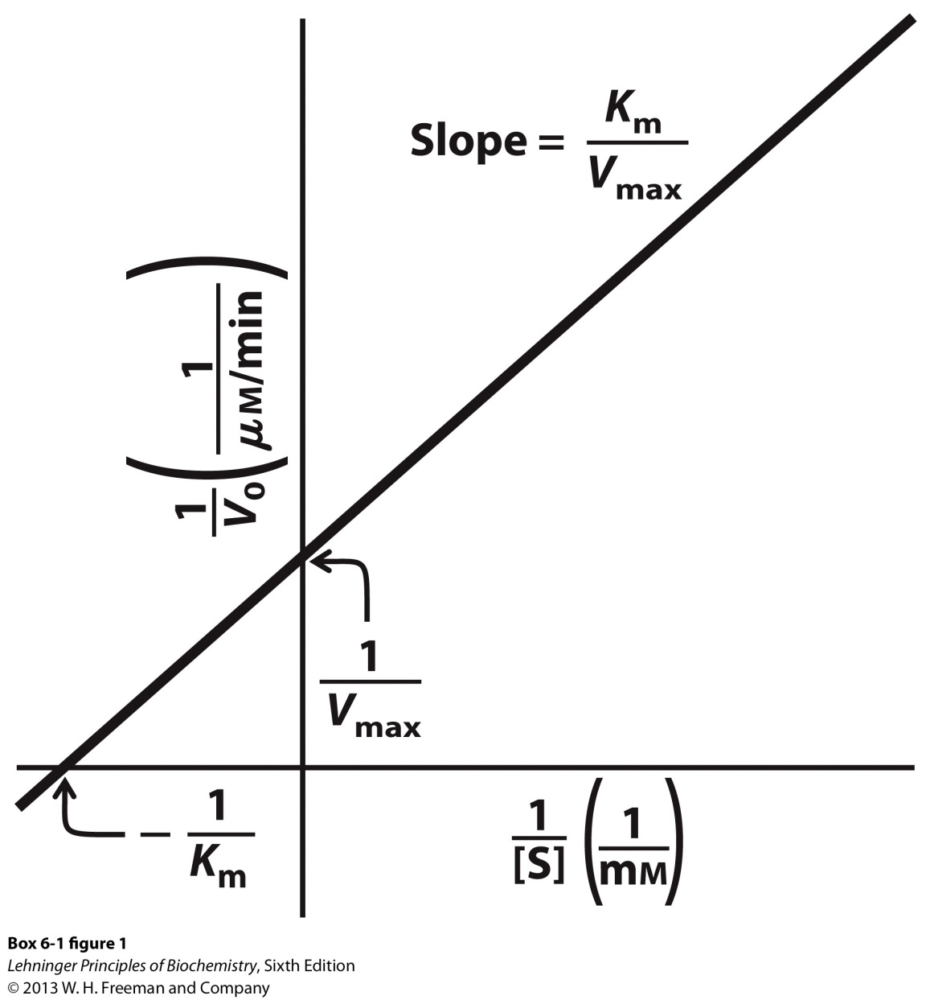 Slope = Km/Vmax
1/V0 (1/μM/min)
1/Vmax
– 1/Km
1/[S] (1/mM)
Box 6-1 figure 1
Lehninger Principles of Biochemistry, Sixth Edition
© 2013 W. H. Freeman and Company